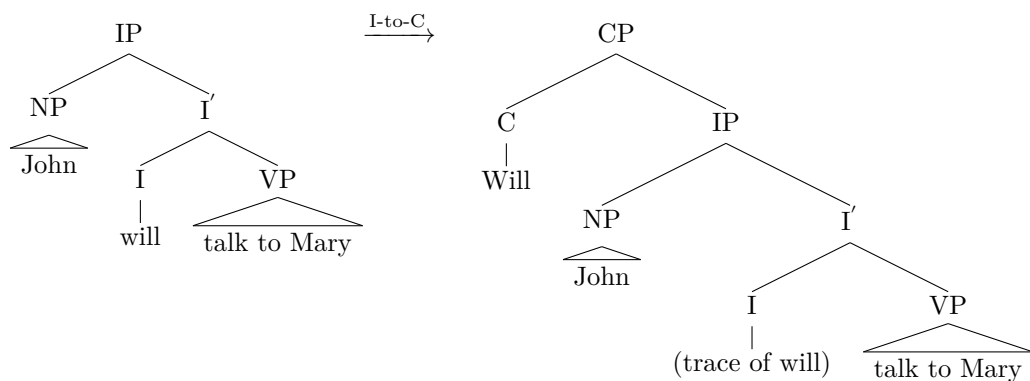 IP
I-to-C
CP
NP
I′
C
IP
John
I
VP
Will
NP
I′
will
talk to Mary
John
I
VP
(trace of will)
talk to Mary